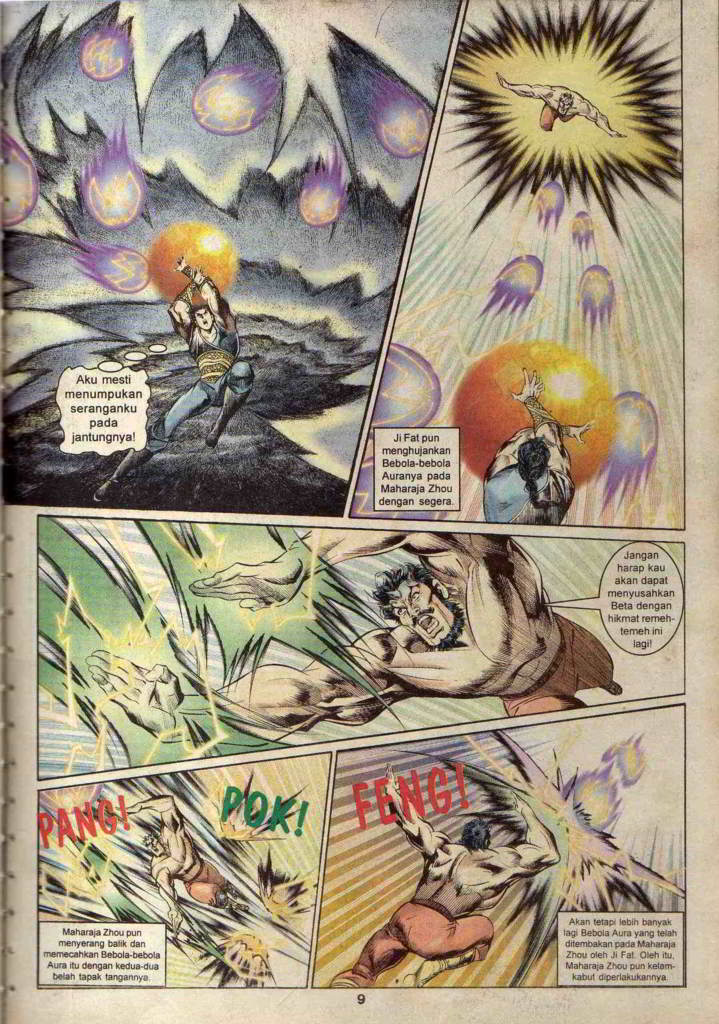 Aku mesti
menumpukan
seranganku
pada
jantungnya!
Ji Fat pun
menghujankan
Bebola-bebola
Auranya pada
Maharaja Zhou
dengan segera.
Jangan
harap kau
akan dapat
menyusahkan
Beta dengan
hikmat remeh-
temeh ini
lagi!
PANG!
POK!
Maharaja Zhou pun
menyerang balik dan
memecahkan Bebola-bebola
Aura itu dengan kedua-dua
belah tapak tangannya.
FENG!
Akan tetapi lebih banyak
lagi Bebola Aura yang telah
ditembakan pada Maharaja
Zhou oleh Ji Fat. Oleh itu,
Maharaja Zhou pun kelam-
kabut diperlakukannya.
9